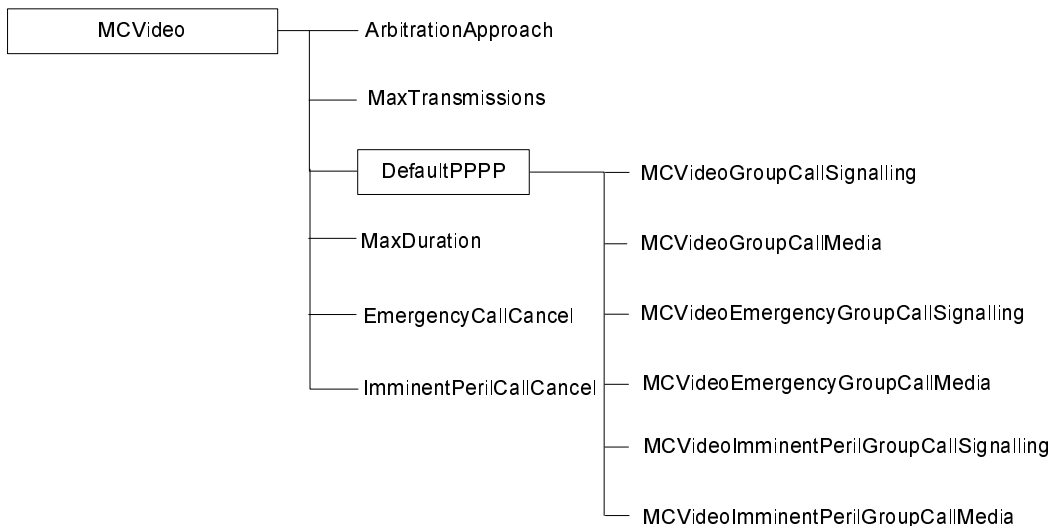 MCVideo
ArbitrationApproach
MaxTransmissions
DefaultPPPP
MCVideoGroupCallSignalling
MCVideoGroupCallMedia
MCVideoEmergencyGroupCallSignalling
MCVideoEmergencyGroupCallMedia
MCVideoImminentPerilGroupCallSignalling
MCVideoImminentPerilGroupCallMedia
MaxDuration
EmergencyCallCancel
ImminentPerilCallCancel